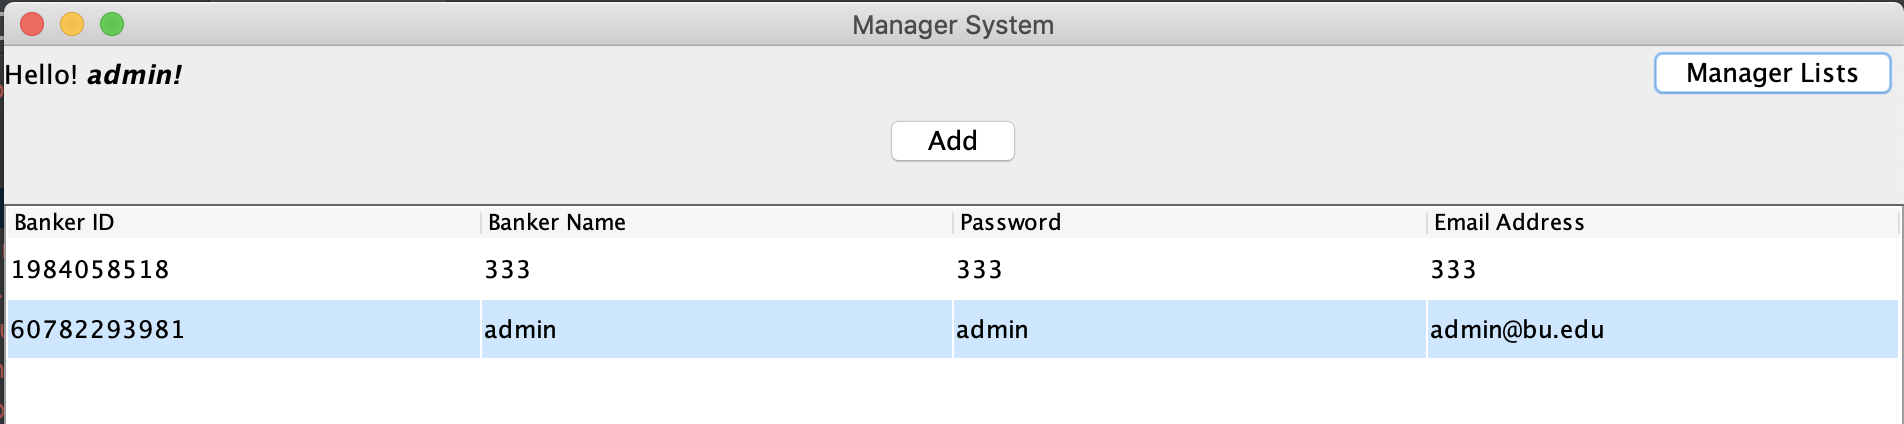 Manager System
Hello! admin!
Manager Lists
Add
Banker ID Banker Name Password Email Address
1984058518 333 333 333
60782293981 admin admin admin@bu.edu